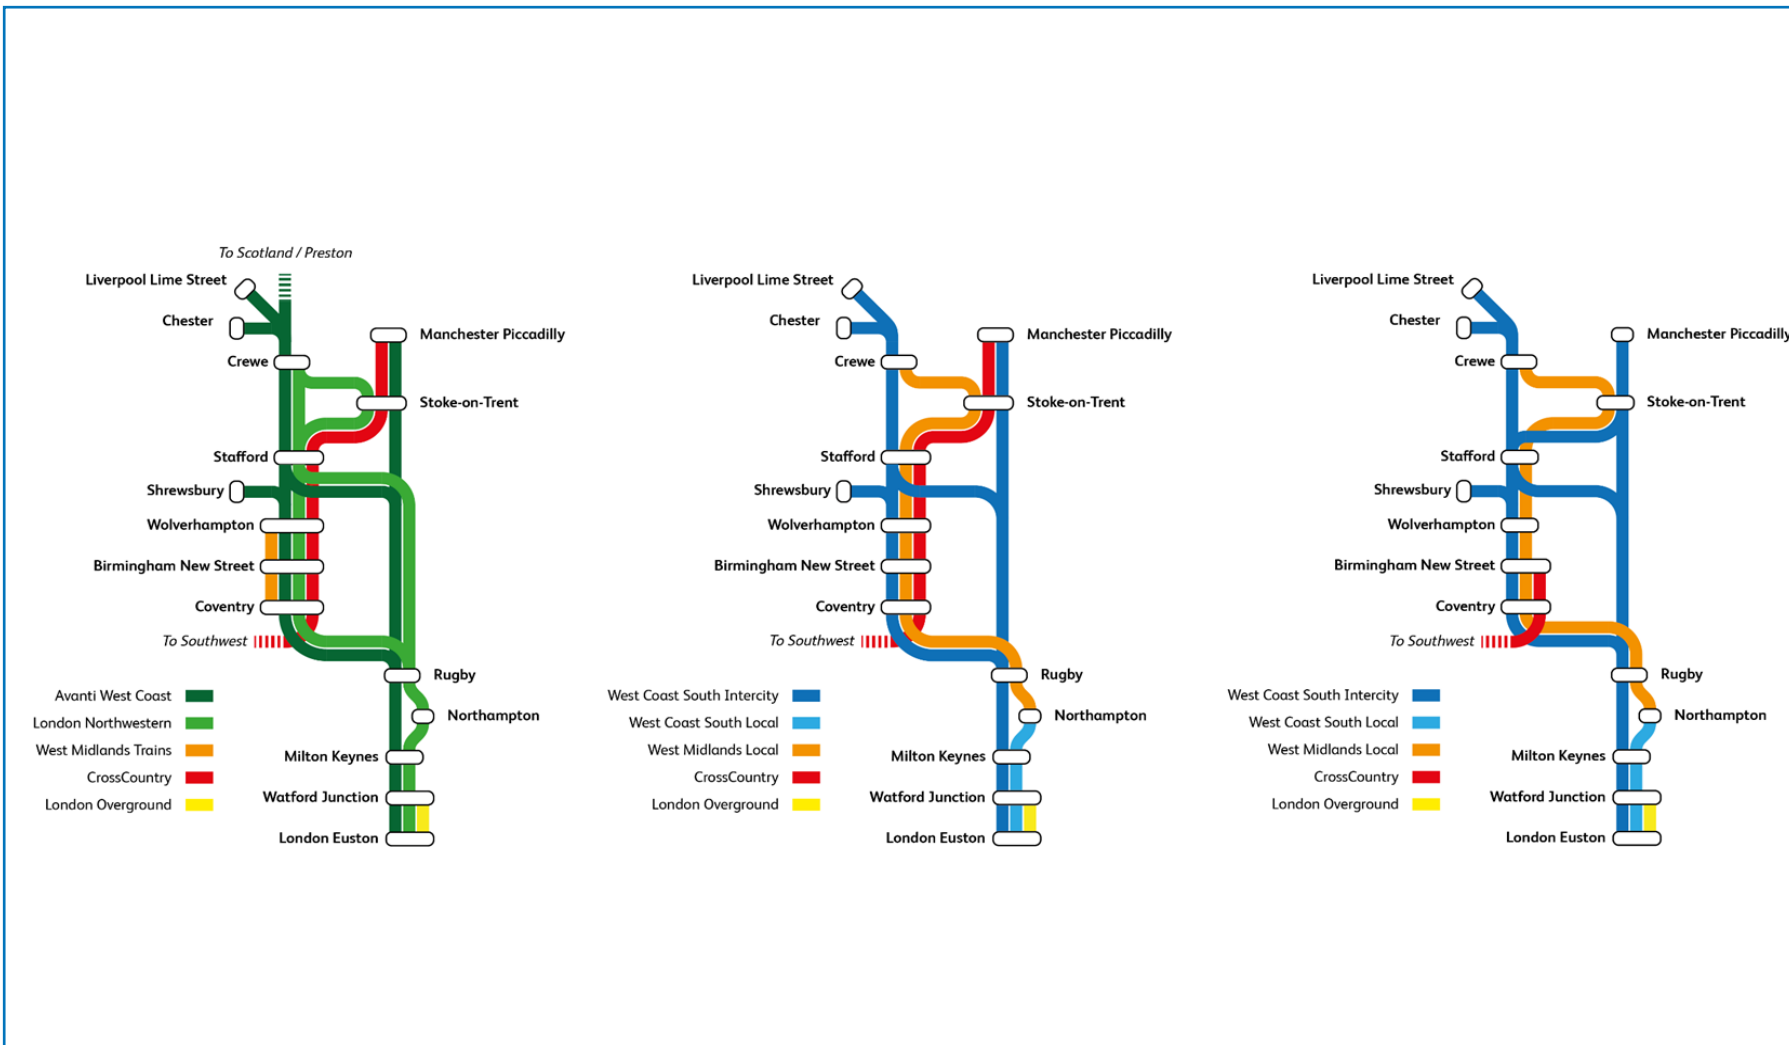 To Scotland / Preston
Liverpool Lime Street
Chester
Manchester Piccadilly
Crewe
Stoke-on-Trent
Stafford
Shrewsbury
Wolverhampton
Birmingham New Street
Coventry
To Southwest
Rugby
Northampton
Milton Keynes
Watford Junction
London Euston
Avanti West Coast
London Northwestern
West Midlands Trains
CrossCountry
London Overground
Liverpool Lime Street
Chester
Manchester Piccadilly
Crewe
Stoke-on-Trent
Stafford
Shrewsbury
Wolverhampton
Birmingham New Street
Coventry
To Southwest
Rugby
Northampton
Milton Keynes
Watford Junction
London Euston
West Coast South Intercity
West Coast South Local
West Midlands Local
CrossCountry
London Overground
Liverpool Lime Street
Chester
Manchester Piccadilly
Crewe
Stoke-on-Trent
Stafford
Shrewsbury
Wolverhampton
Birmingham New Street
Coventry
To Southwest
Rugby
Northampton
Milton Keynes
Watford Junction
London Euston
West Coast South Intercity
West Coast South Local
West Midlands Local
CrossCountry
London Overground